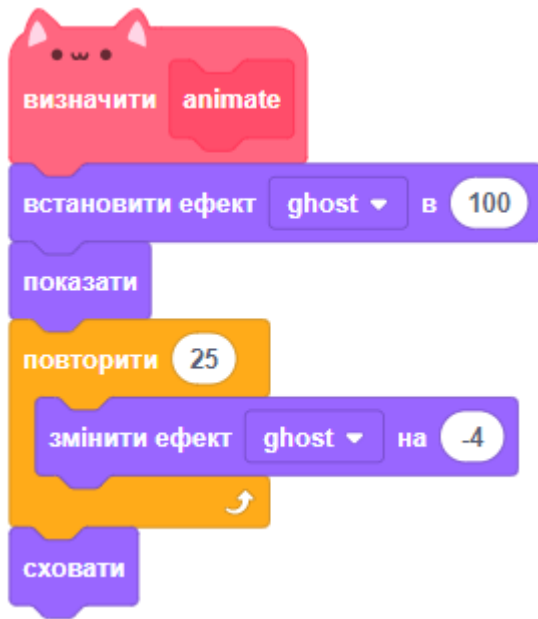 визначити animate
встановити ефект ghost в 100
показати
повторити 25
змінити ефект ghost на -4
сховати